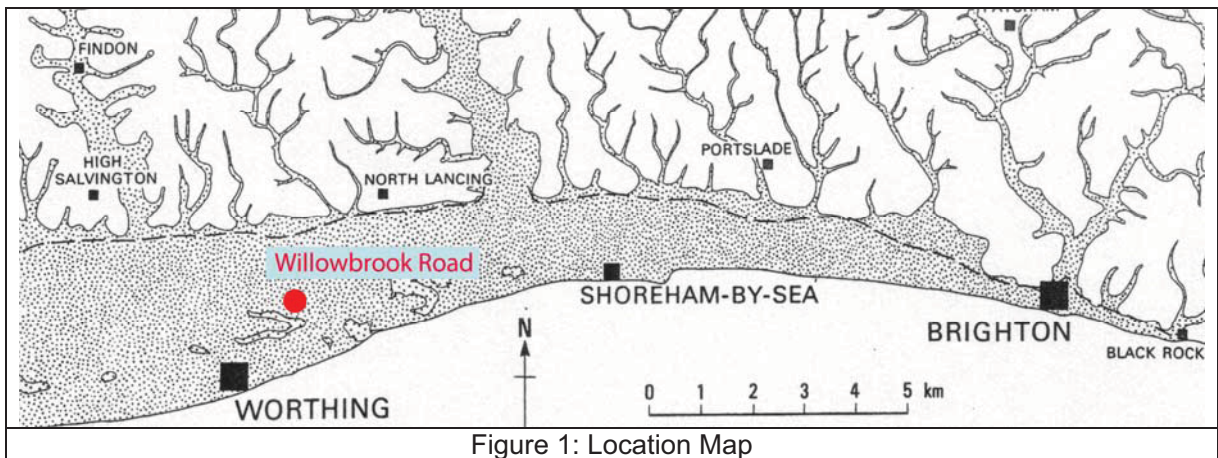 FINDON
HIGH
SALVINGTON
NORTH LANCING
PORTSLADE
Willowbrook Road
SHOREHAM-BY-SEA
BRIGHTON
BLACK ROCK
WORTHING
N
0 1 2 3 4 5 km
Figure 1: Location Map